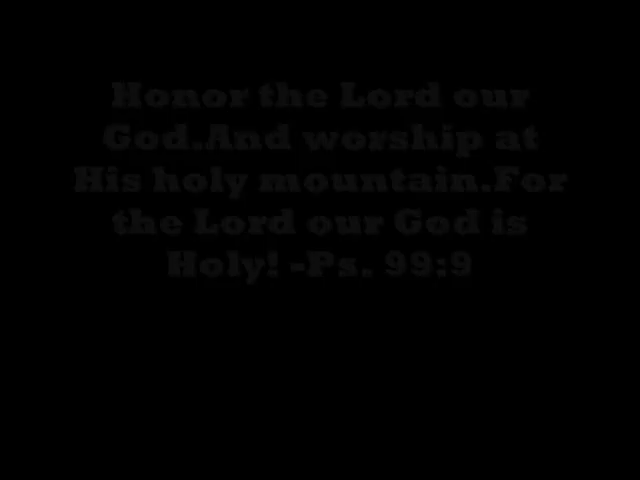 Honor the Lord our
God.And worship at
His holy mountain.For
the Lord our God is
Holy! -Ps. 99:9